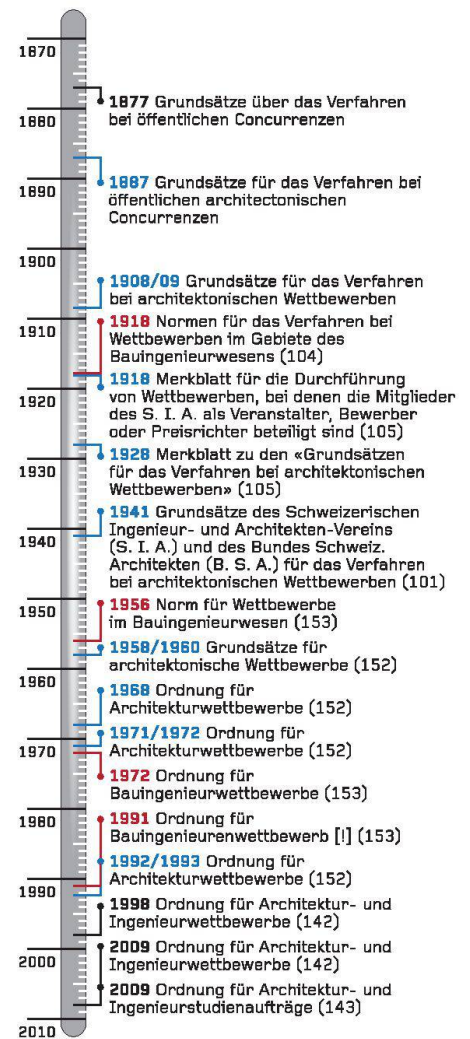 1870
1877 Grundsätze über das Verfahren
bei öffentlichen Concurrenzen
1880
1887 Grundsätze für das Verfahren bei
öffentlichen architectonischen
Concurrenzen
1890
1900
1908/09 Grundsätze für das Verfahren
bei architektonischen Wettbewerben
1910
1918 Normen für das Verfahren bei
Wettbewerben im Gebiete des
Bauingenieurwesens (104)
1918 Merkblatt für die Durchführung
von Wettbewerben, bei denen die Mitglieder
des S. I. A. als Veranstalter, Bewerber
oder Preisrichter beteiligt sind (105)
1920
1928 Merkblatt zu den «Grundsätzen
für das Verfahren bei architektonischen
Wettbewerben» (105)
1930
1941 Grundsätze des Schweizerischen
Ingenieur- und Architekten-Vereins
(S. I. A.) und des Bundes Schweiz.
Architekten (B. S. A.) für das Verfahren
bei architektonischen Wettbewerben (101)
1940
1950
1956 Norm für Wettbewerbe
im Bauingenieurwesen (153)
1958/1960 Grundsätze für
architektonische Wettbewerbe (152)
1960
1968 Ordnung für
Architekturwettbewerbe (152)
1971/1972 Ordnung für
Architekturwettbewerbe (152)
1970
1972 Ordnung für
Bauingenieurwettbewerbe (153)
1980
1991 Ordnung für
Bauingenieurenwettbewerb [!] (153)
1992/1993 Ordnung für
Architekturwettbewerbe (152)
1990
1998 Ordnung für Architektur- und
Ingenieurwettbewerbe (142)
2009 Ordnung für Architektur- und
Ingenieurwettbewerbe (142)
2000
2009 Ordnung für Architektur- und
Ingenieurstudienaufträge (143)
2010